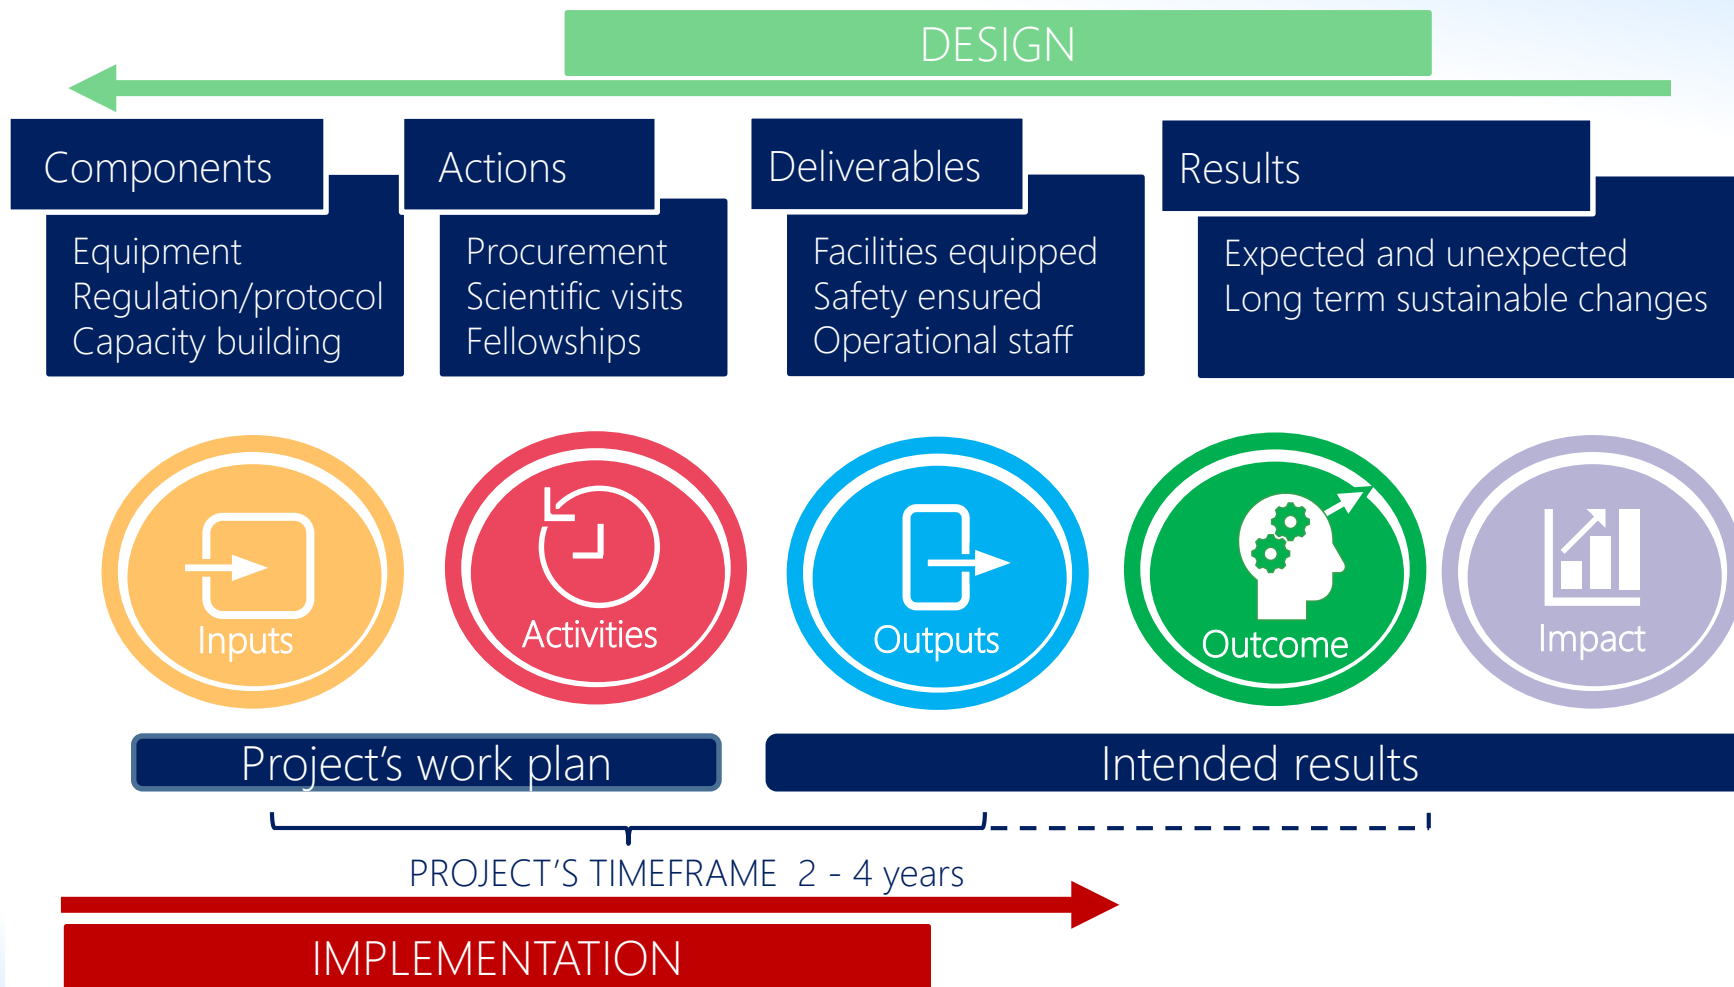 DESIGN
Components
Equipment
Regulation/protocol
Capacity building
Actions
Procurement
Scientific visits
Fellowships
Deliverables
Facilities equipped
Safety ensured
Operational staff
Results
Expected and unexpected
Long term sustainable changes
Inputs
Activities
Outputs
Outcome
Impact
Project’s work plan
Intended results
PROJECT’S TIMEFRAME 2 - 4 years
IMPLEMENTATION